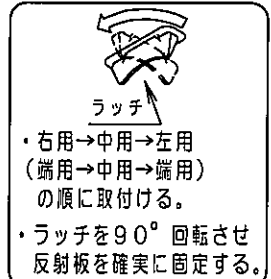 ラッチ
・右用→中用→左用
(端用→中用→端用)
の順に取付ける。
・ラッチを90°回転させ
反射板を確実に固定する。